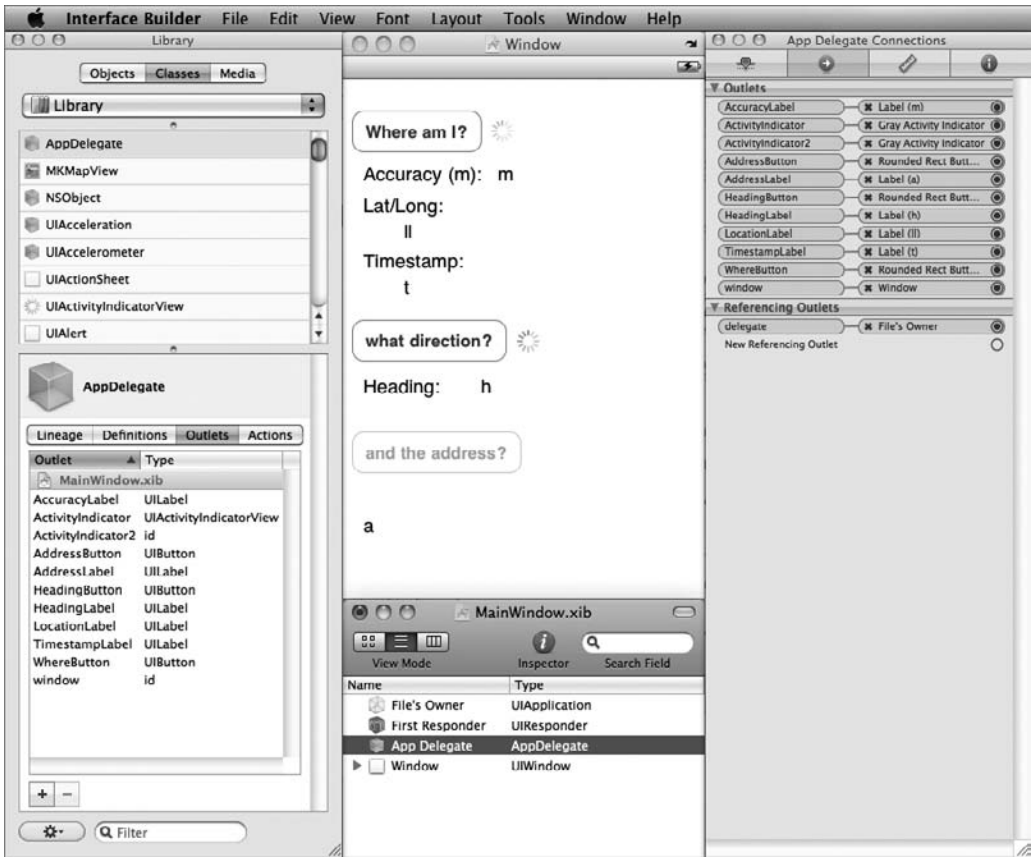 Interface Builder File Edit View Font Layout Tools Window Help
Library
Objects Classes Media
Library
AppDelegate
MKMapView
NSObject
UIAcceleration
UIAccelerometer
UIActionSheet
UIActivityIndicatorView
UIAlert
AppDelegate
Lineage Definitions Outlets Actions
Outlet Type
MainWindow.xib
AccuracyLabel UILabel
ActivityIndicator UIActivityIndicatorView
ActivityIndicator2 id
AddressButton UIButton
AddressLabel UILabel
HeadingButton UIButton
HeadingLabel UILabel
LocationLabel UILabel
TimestampLabel UILabel
WhereButton UIButton
window id
Filter
Window
Where am I?
Accuracy (m): m
Lat/Long:
ll
Timestamp:
t
what direction?
Heading: h
and the address?
a
MainWindow.xib
View Mode Inspector Search Field
Name Type
File's Owner UIApplication
First Responder UIResponder
App Delegate AppDelegate
Window UIWindow
App Delegate Connections
Outlets
AccuracyLabel Label (m)
ActivityIndicator Gray Activity Indicator
ActivityIndicator2 Gray Activity Indicator
AddressButton Rounded Rect Butt...
AddressLabel Label (a)
HeadingButton Rounded Rect Butt...
HeadingLabel Label (h)
LocationLabel Label (ll)
TimestampLabel Label (t)
WhereButton Rounded Rect Butt...
window Window
Referencing Outlets
delegate File's Owner
New Referencing Outlet